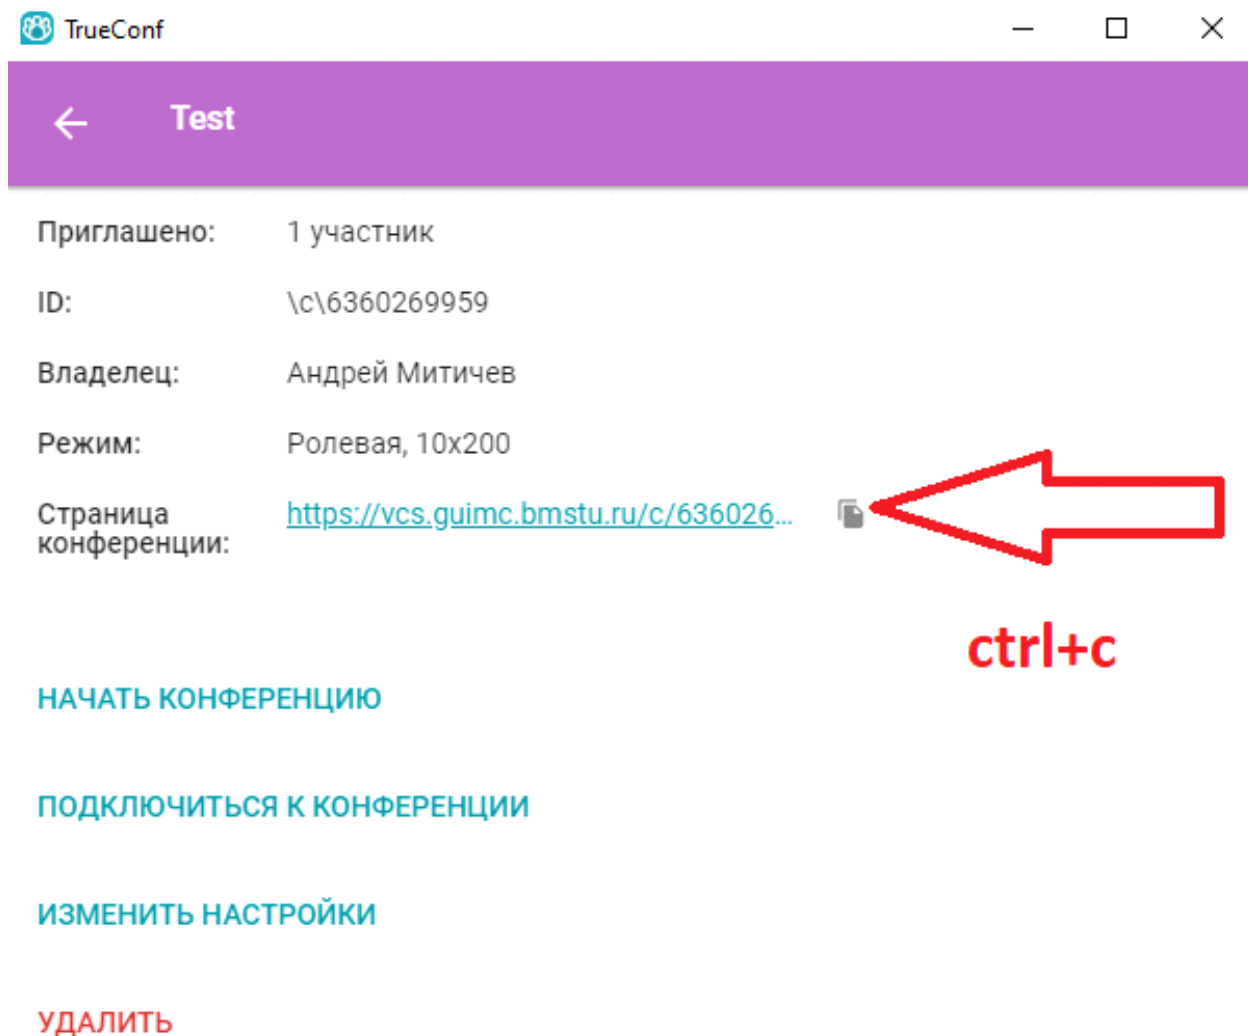 TrueConf
Test
Приглашено: 1 участник
ID: \c\6360269959
Владелец: Андрей Митичев
Режим: Ролевая, 10x200
Страница конференции: https://vcs.guimc.bmstu.ru/c/636026...
ctrl+c
НАЧАТЬ КОНФЕРЕНЦИЮ
ПОДКЛЮЧИТЬСЯ К КОНФЕРЕНЦИИ
ИЗМЕНИТЬ НАСТРОЙКИ
УДАЛИТЬ